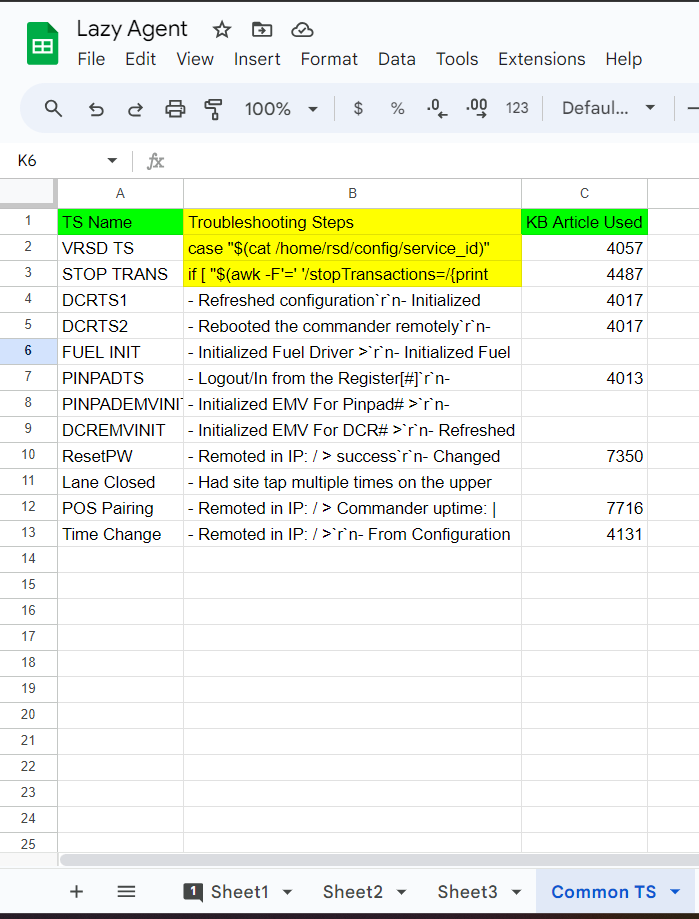 Lazy Agent
File Edit View Insert Format Data Tools Extensions Help
100% $ % .0 .00 123 Defaul...
K6 fx
A B C
1 TS Name Troubleshooting Steps KB Article Used
2 VRSD TS case "$(cat /home/rsd/config/service_id)" 4057
3 STOP TRANS if [ "$(awk -F'=' '/stopTransactions=/{print 4487
4 DCRTS1 - Refreshed configuration`r`n- Initialized 4017
5 DCRTS2 - Rebooted the commander remotely`r`n- 4017
6 FUEL INIT - Initialized Fuel Driver >`r`n- Initialized Fuel
7 PINPADTS - Logout/In from the Register[#]`r`n- 4013
8 PINPADEMVINI - Initialized EMV For Pinpad# >`r`n-
9 DCREMVINIT - Initialized EMV For DCR# >`r`n- Refreshed
10 ResetPW - Remoted in IP: / > success`r`n- Changed 7350
11 Lane Closed - Had site tap multiple times on the upper
12 POS Pairing - Remoted in IP: / > Commander uptime: | 7716
13 Time Change - Remoted in IP: / >`r`n- From Configuration 4131
14
15
16
17
18
19
20
21
22
23
24
25
1 Sheet1 Sheet2 Sheet3 Common TS